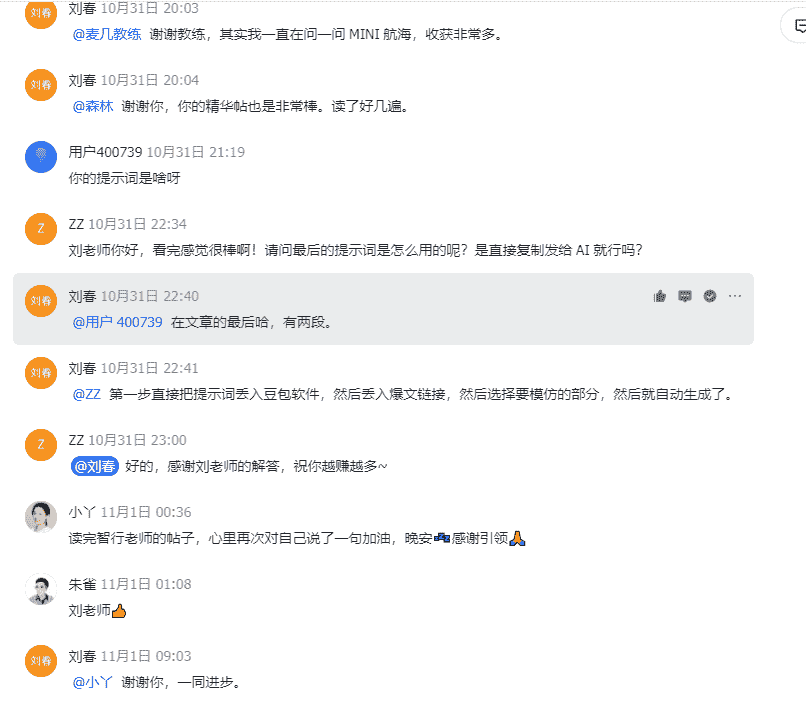 刘春
刘春 10月31日 20:03
@麦几教练 谢谢教练，其实我一直在问一问 MINI 航海，收获非常多。
刘春
刘春 10月31日 20:04
@森林 谢谢你，你的精华帖也是非常棒。读了好几遍。
用户400739 10月31日 21:19
你的提示词是啥呀
Z
ZZ 10月31日 22:34
刘老师你好，看完感觉很棒啊！请问最后的提示词是怎么用的呢？是直接复制发给 AI 就行吗？
刘春
刘春 10月31日 22:40
@用户 400739 在文章的最后哈，有两段。
刘春
刘春 10月31日 22:41
@ZZ 第一步直接把提示词丢入豆包软件，然后丢入爆文链接，然后选择要模仿的部分，然后就自动生成了。
Z
ZZ 10月31日 23:00
@刘春 好的，感谢刘老师的解答，祝你越赚越多~
小丫 11月1日 00:36
读完智行老师的帖子，心里再次对自己说了一句加油，晚安💤感谢引领🙏
朱雀 11月1日 01:08
刘老师👍
刘春
刘春 11月1日 09:03
@小丫 谢谢你，一同进步。